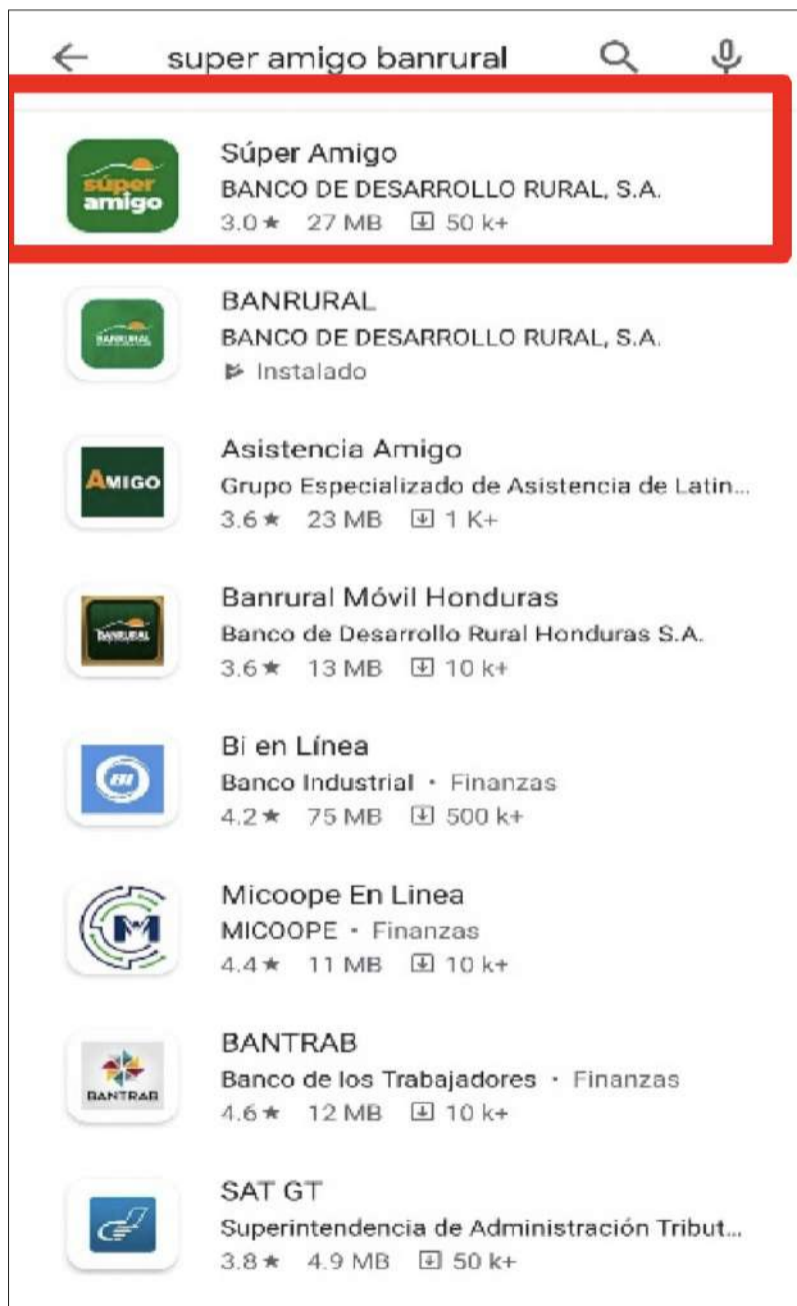 super amigo banrural
súper
amigo
Súper Amigo
BANCO DE DESARROLLO RURAL, S.A.
3.0★ 27 MB 50 k+
BANRURAL
BANRURAL
BANCO DE DESARROLLO RURAL, S.A.
Instalado
AMIGO
Asistencia Amigo
Grupo Especializado de Asistencia de Latin...
3.6★ 23 MB 1 K+
BANRURAL
Banrural Móvil Honduras
Banco de Desarrollo Rural Honduras S.A.
3.6★ 13 MB 10 k+
BI
Bi en Línea
Banco Industrial • Finanzas
4.2★ 75 MB 500 k+
M
Micoope En Linea
MICOOPE • Finanzas
4.4★ 11 MB 10 k+
BANTRAB
BANTRAB
Banco de los Trabajadores • Finanzas
4.6★ 12 MB 10 k+
SAT GT
Superintendencia de Administración Tribut...
3.8★ 4.9 MB 50 k+